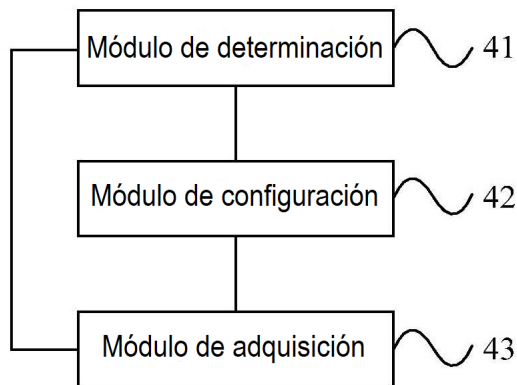 Módulo de determinación 41
Módulo de configuración 42
Módulo de adquisición 43